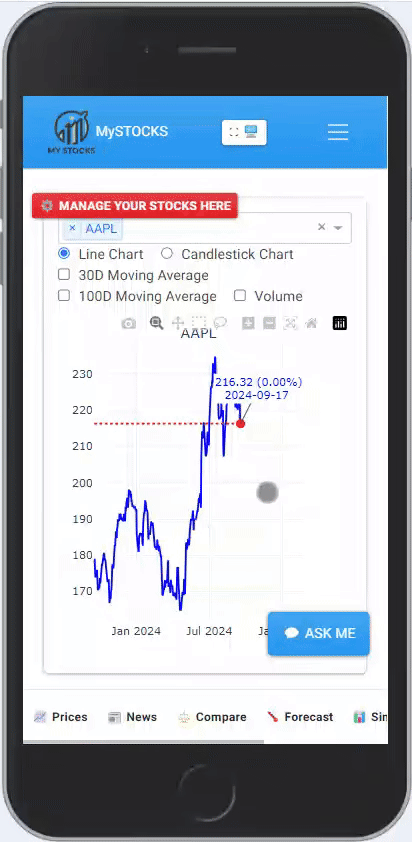 MySTOCKS
MY STOCKS
MANAGE YOUR STOCKS HERE
× AAPL × 
Line Chart Candlestick Chart
30D Moving Average
100D Moving Average Volume
AAPL
230
216.32 (0.00%)
2024-09-17
220
210
200
190
180
170
Jan 2024 Jul 2024 Ja
ASK ME
Prices News Compare Forecast Sim